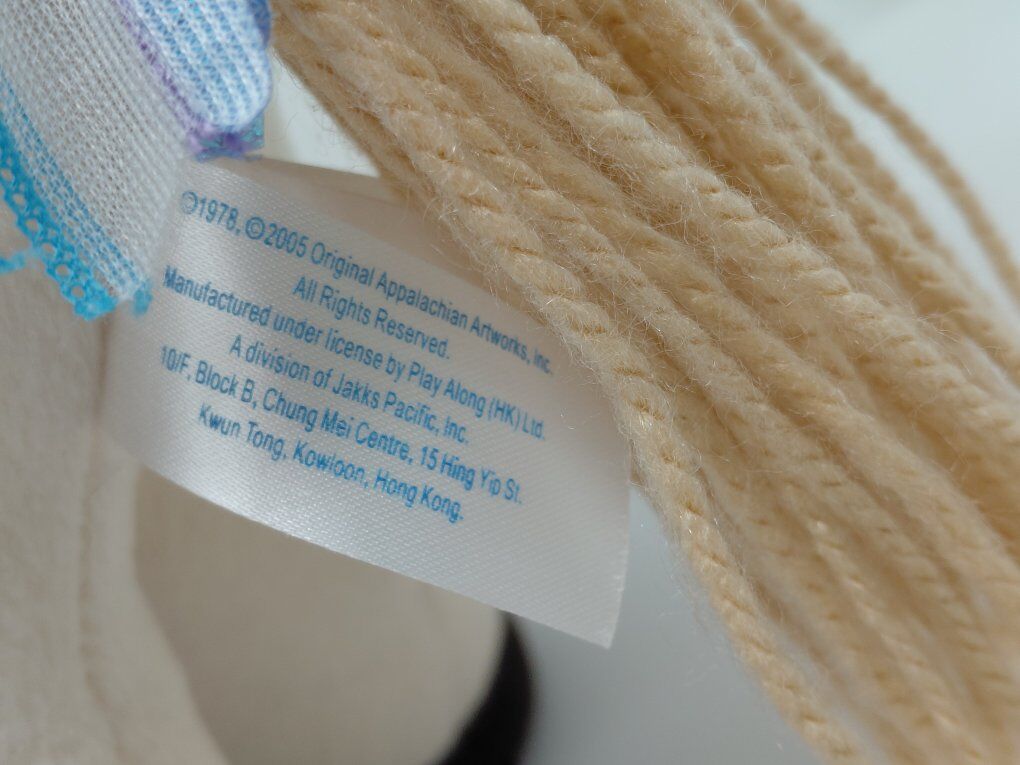 ©1978, ©2005 Original Appalachian Artworks, Inc.
All Rights Reserved.
Manufactured under license by Play Along (HK) Ltd.
A division of Jakks Pacific, Inc.
10/F, Block B, Chung Mei Centre, 15 Hing Yip St.
Kwun Tong, Kowloon, Hong Kong.